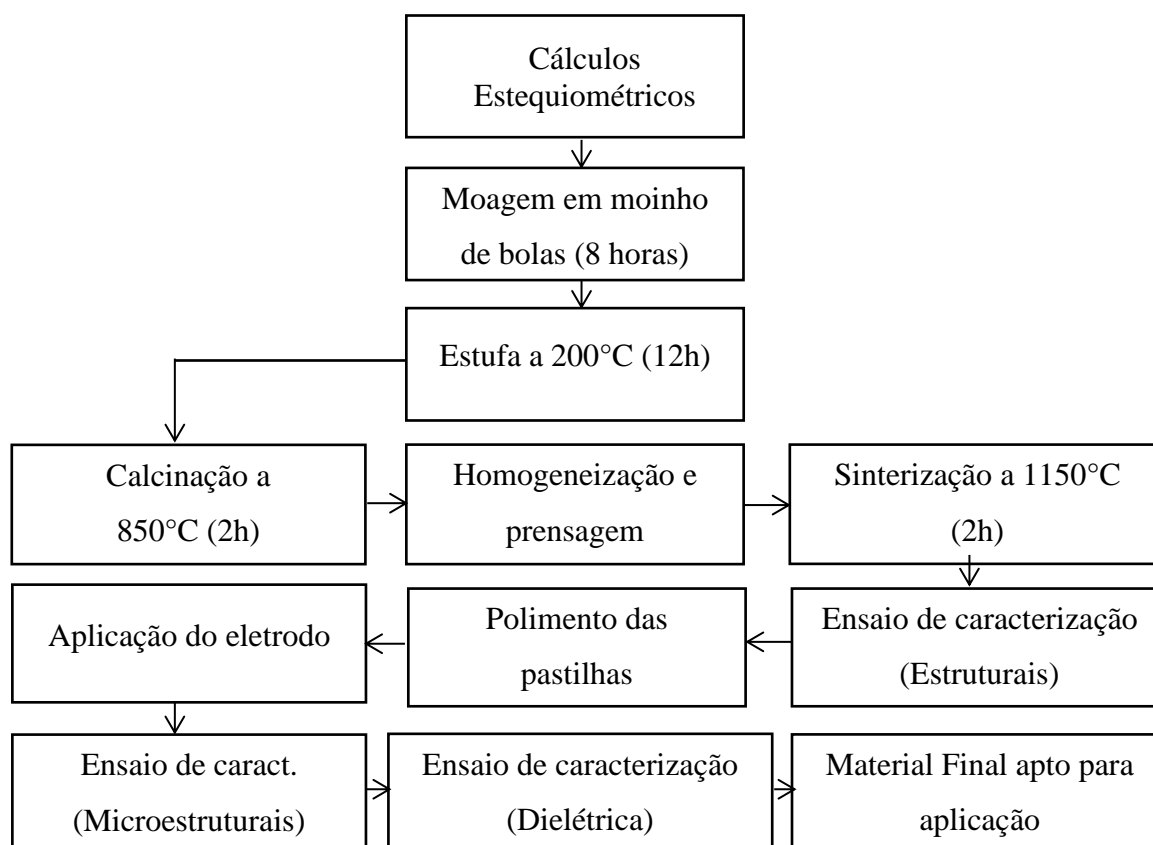 Cálculos
Estequiométricos
Moagem em moinho
de bolas (8 horas)
Estufa a 200°C (12h)
Calcinação a
850°C (2h)
Homogeneização e
prensagem
Sinterização a 1150°C
(2h)
Ensaio de caracterização
(Estruturais)
Polimento das
pastilhas
Aplicação do eletrodo
Ensaio de caract.
(Microestruturais)
Ensaio de caracterização
(Dielétrica)
Material Final apto para
aplicação